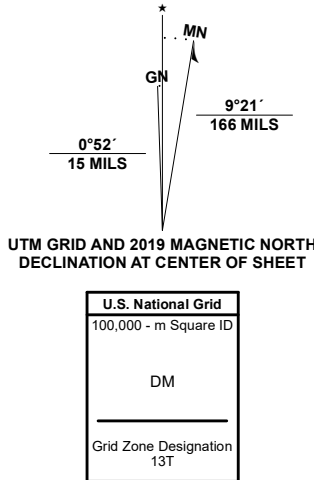 ★
MN
GN
9°21´
166 MILS
0°52´
15 MILS
UTM GRID AND 2019 MAGNETIC NORTH
DECLINATION AT CENTER OF SHEET
U.S. National Grid
100,000 - m Square ID
DM
Grid Zone Designation
13T